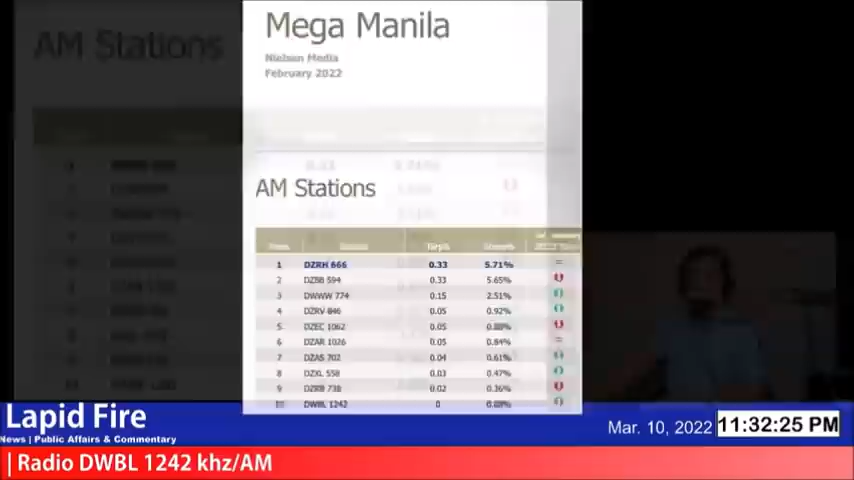 Mega Manila
Nielsen Media
February 2022
AM Stations
AM Stations
1 DZRH 666 0.33 5.71%
2 DZBB 594 0.33 5.65%
3 DWWW 774 0.15 2.51%
4 DZRV 846 0.05 0.92%
5 DZEC 1062 0.05 0.88%
6 DZAR 1026 0.05 0.84%
7 DZAS 702 0.04 0.61%
8 DZXL 558 0.03 0.47%
9 DZRB 738 0.02 0.36%
DWBL 1242 0
Lapid Fire
News | Public Affairs & Commentary
Mar. 10, 2022 11:32:25 PM
| Radio DWBL 1242 khz/AM